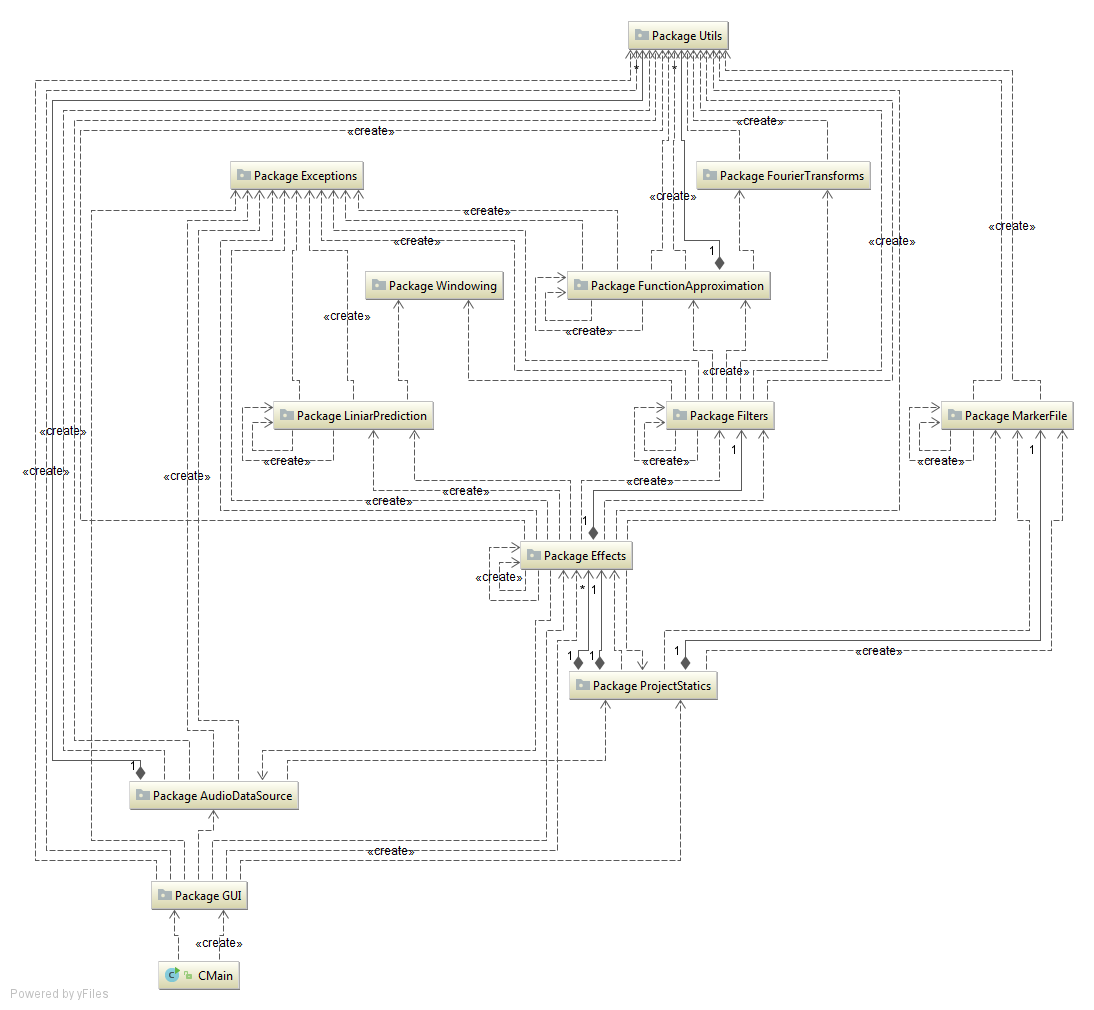 Package Utils
*
*
«create»
«create»
Package Exceptions
Package FourierTransforms
«create»
«create»
«create»
«create»
«create»
1
Package Windowing
Package FunctionApproximation
«create»
«create»
«create»
Package LiniarPrediction
Package Filters
Package MarkerFile
«create»
1
1
«create»
«create»
«create»
«create»
«create»
«create»
«create»
«create»
1
Package Effects
«create»
*
1
1
1
1
«create»
Package ProjectStatics
1
Package AudioDataSource
«create»
Package GUI
«create»
C
CMain
Powered by yFiles